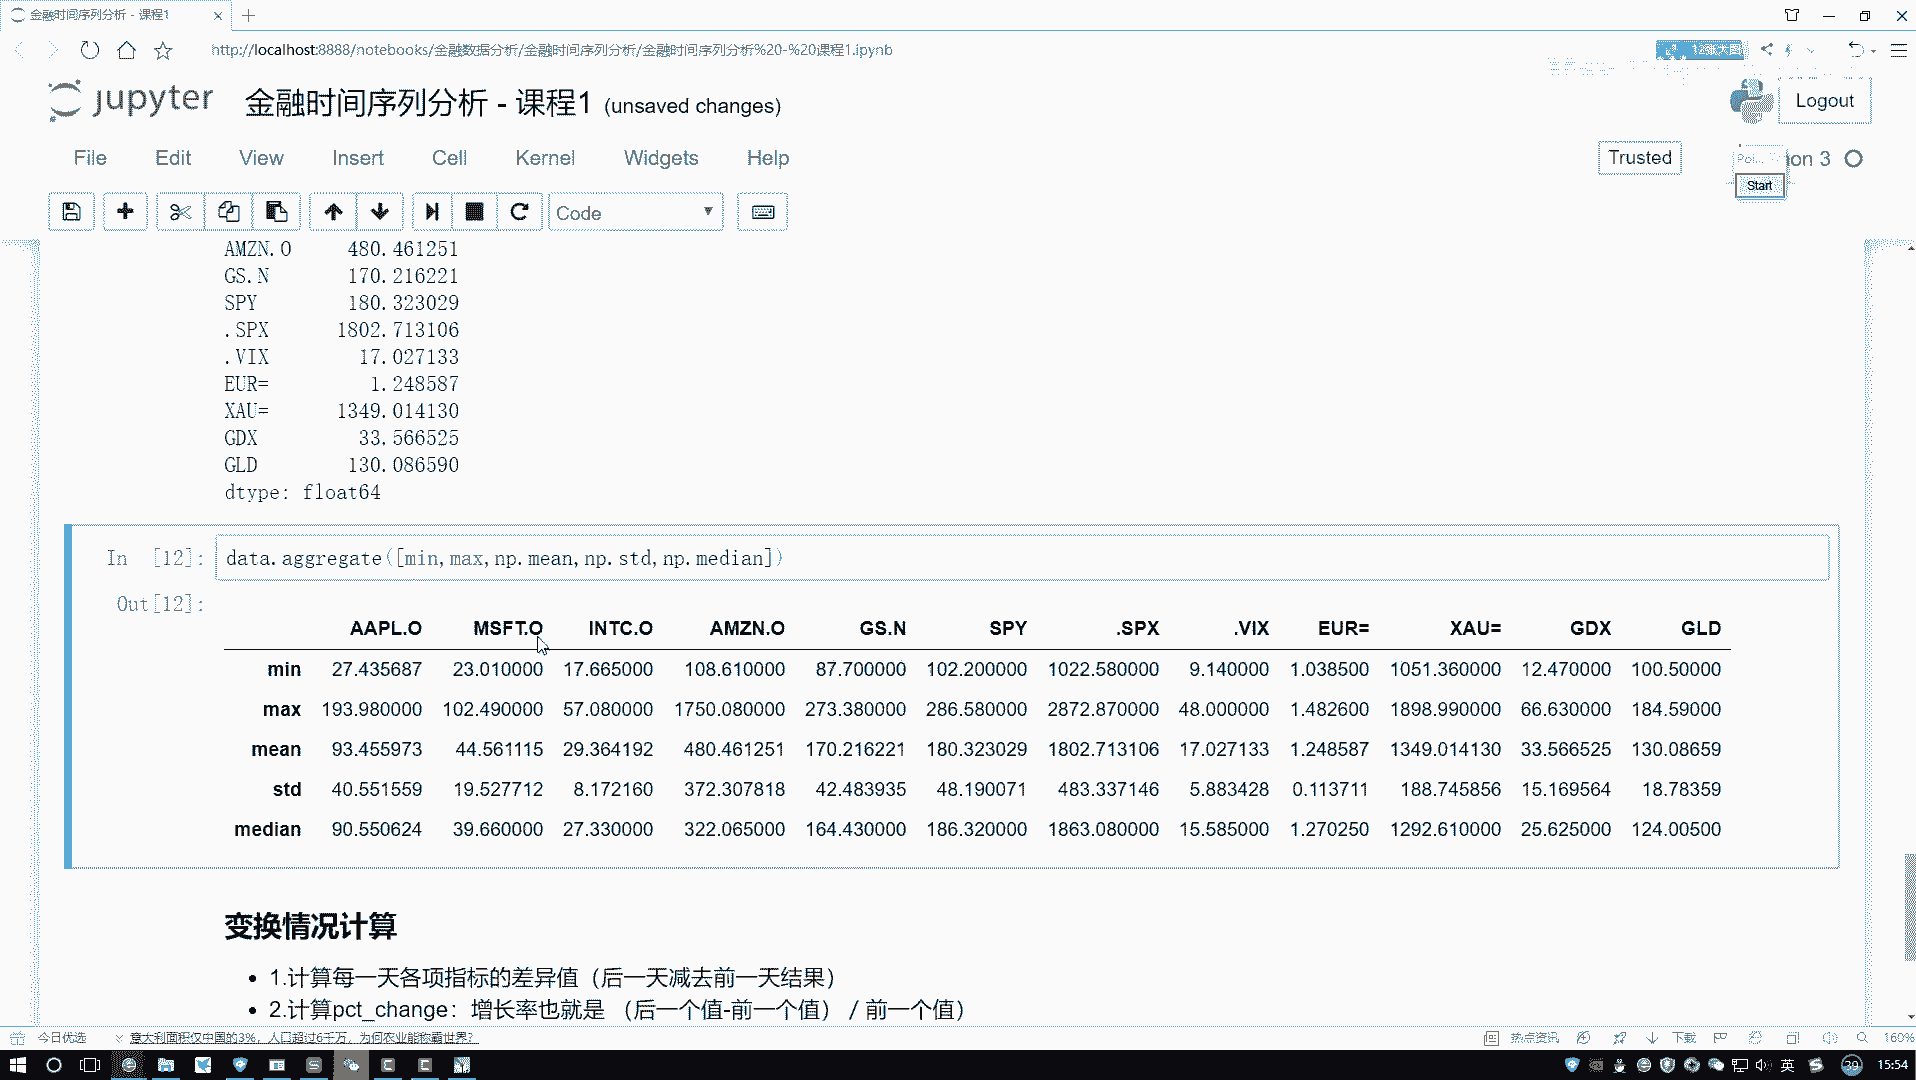 金融时间序列分析 - 课程1
http://localhost:8888/notebooks/金融数据分析/金融时间序列分析/金融时间序列分析%20-%20课程1.ipynb
12张大图
jupyter 金融时间序列分析 - 课程1 (unsaved changes)
Logout
File Edit View Insert Cell Kernel Widgets Help
Trusted
on 3
Start
Code
AMZN.O 480.461251
GS.N 170.216221
SPY 180.323029
.SPX 1802.713106
.VIX 17.027133
EUR= 1.248587
XAU= 1349.014130
GDX 33.566525
GLD 130.086590
dtype: float64
In [12]: data.aggregate([min,max,np.mean,np.std,np.median])
Out[12]:
AAPL.O MSFT.O INTC.O AMZN.O GS.N SPY .SPX .VIX EUR= XAU= GDX GLD
min 27.435687 23.010000 17.665000 108.610000 87.700000 102.200000 1022.580000 9.140000 1.038500 1051.360000 12.470000 100.50000
max 193.980000 102.490000 57.080000 1750.080000 273.380000 286.580000 2872.870000 48.000000 1.482600 1898.990000 66.630000 184.59000
mean 93.455973 44.561115 29.364192 480.461251 170.216221 180.323029 1802.713106 17.027133 1.248587 1349.014130 33.566525 130.08659
std 40.551559 19.527712 8.172160 372.307818 42.483935 48.190071 483.337146 5.883428 0.113711 188.745856 15.169564 18.78359
median 90.550624 39.660000 27.330000 322.065000 164.430000 186.320000 1863.080000 15.585000 1.270250 1292.610000 25.625000 124.00500
变换情况计算
• 1.计算每一天各项指标的差异值（后一天减去前一天结果）
• 2.计算pct_change：增长率也就是 （后一个值-前一个值） / 前一个值）
今日优选 意大利面积仅中国的3%，人口超过6千万，为何农业能称霸世界？
热点资讯 下载 160%
英 39 15:54